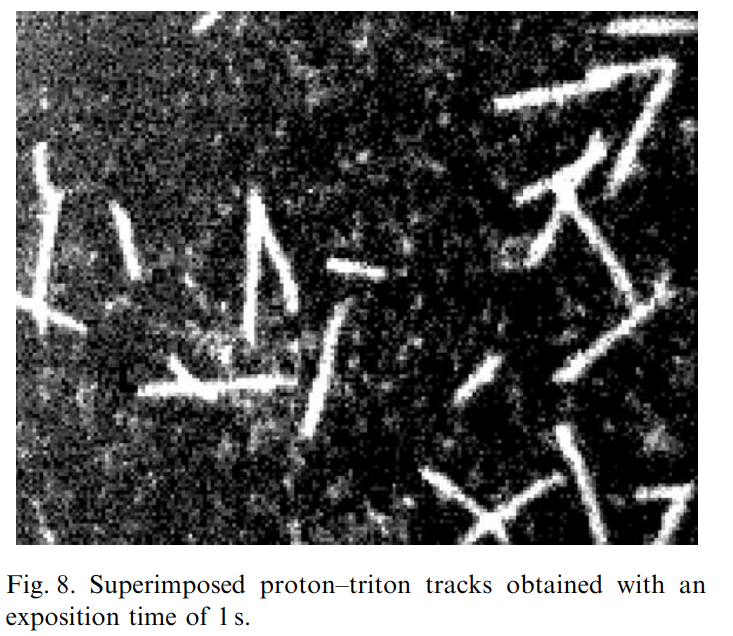 Fig. 8. Superimposed proton–triton tracks obtained with an
exposition time of 1 s.